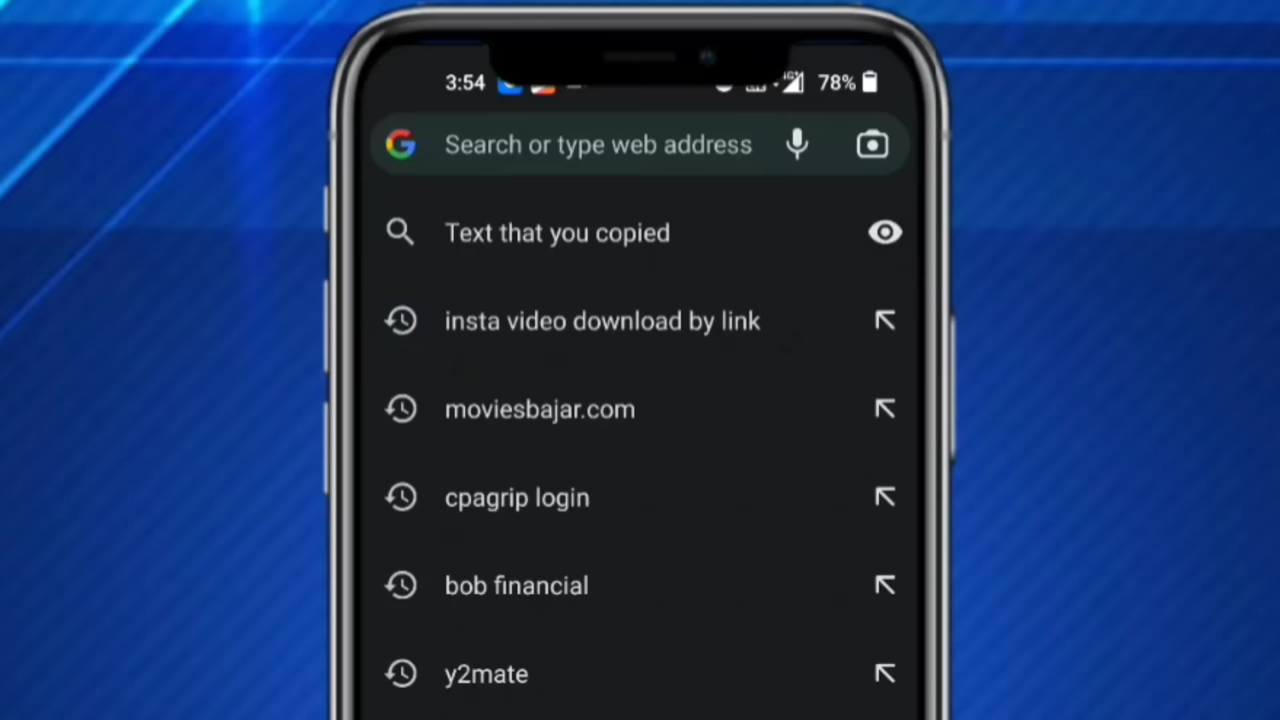 3:54
78%
Search or type web address
Text that you copied
insta video download by link
moviesbajar.com
cpagrip login
bob financial
y2mate